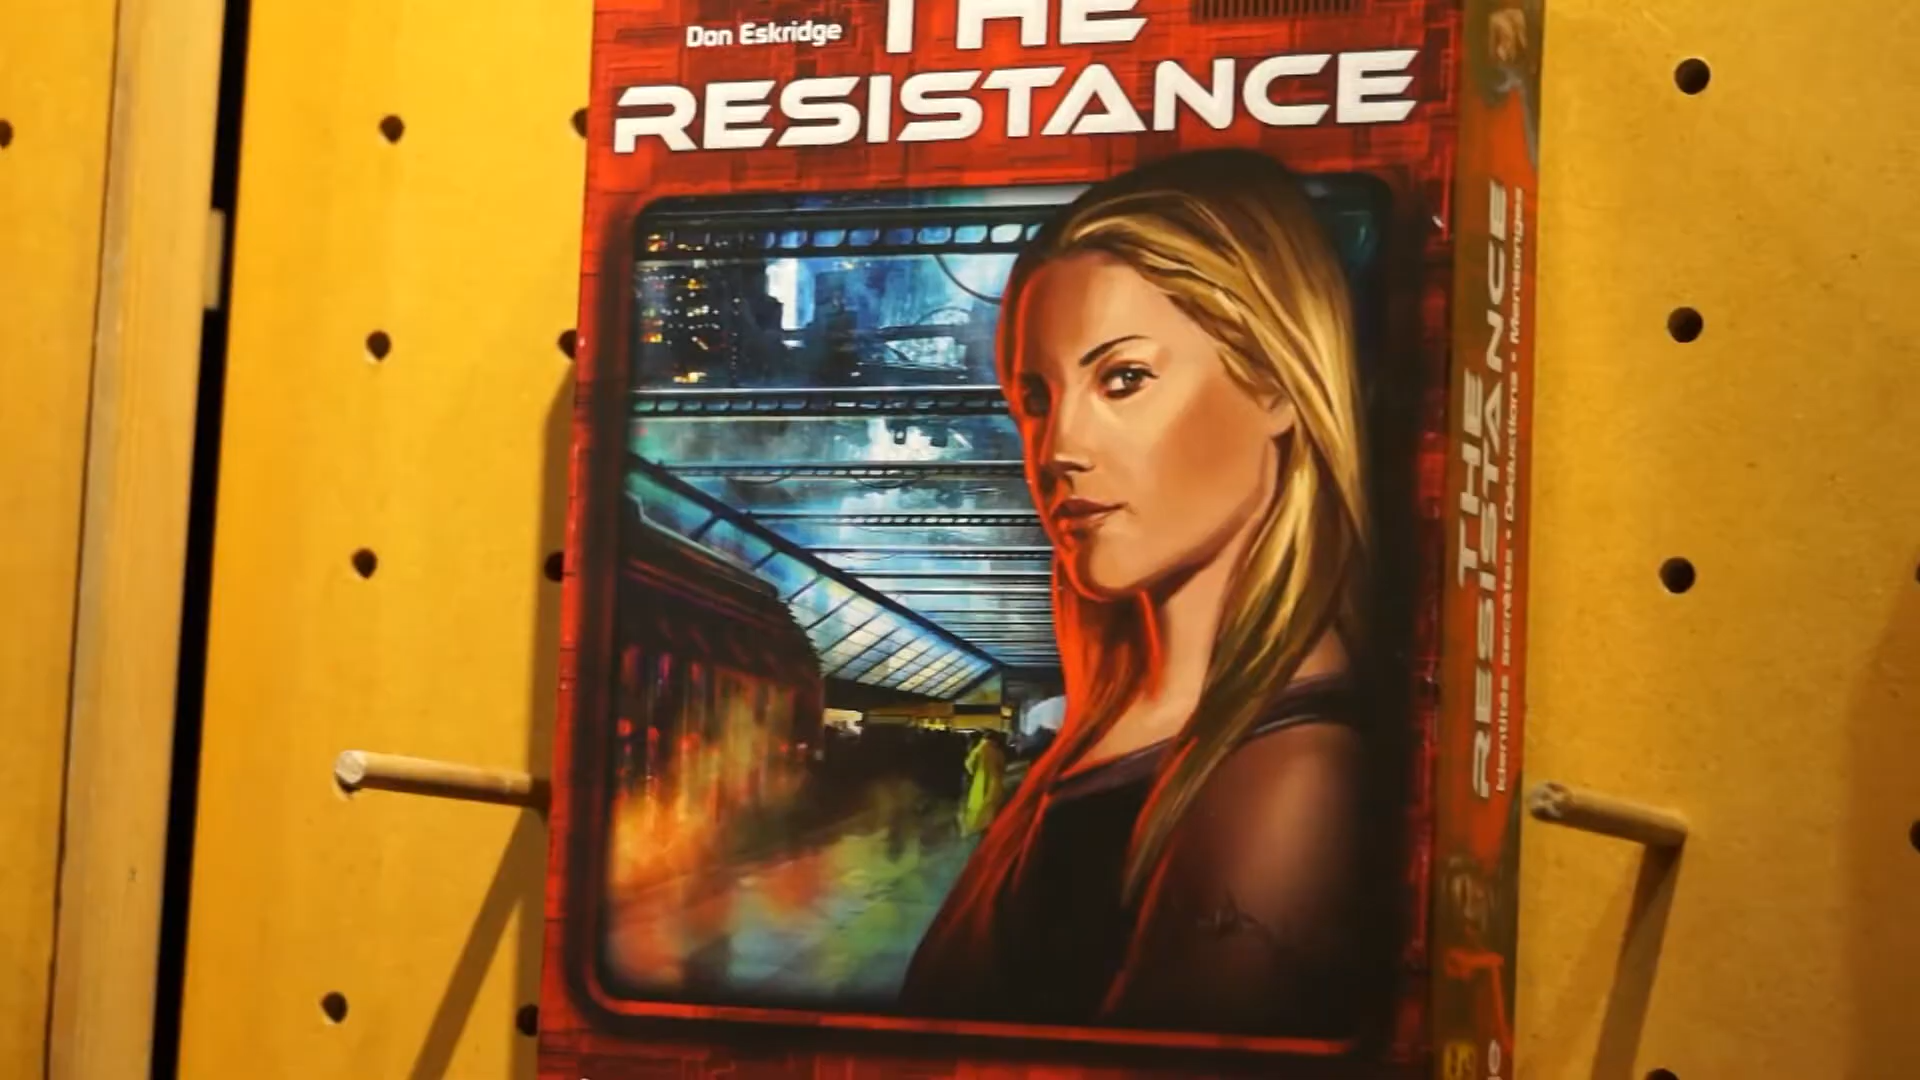 Don Eskridge
THE
RESISTANCE
THE
RESISTANCE
Identités secrètes • Déductions • Mensonges